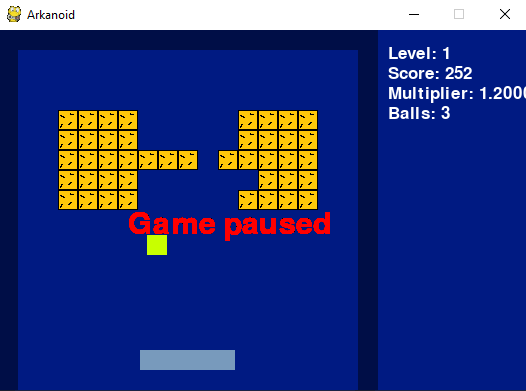 Arkanoid
Level: 1
Score: 252
Multiplier: 1.2000
Balls: 3
Game paused